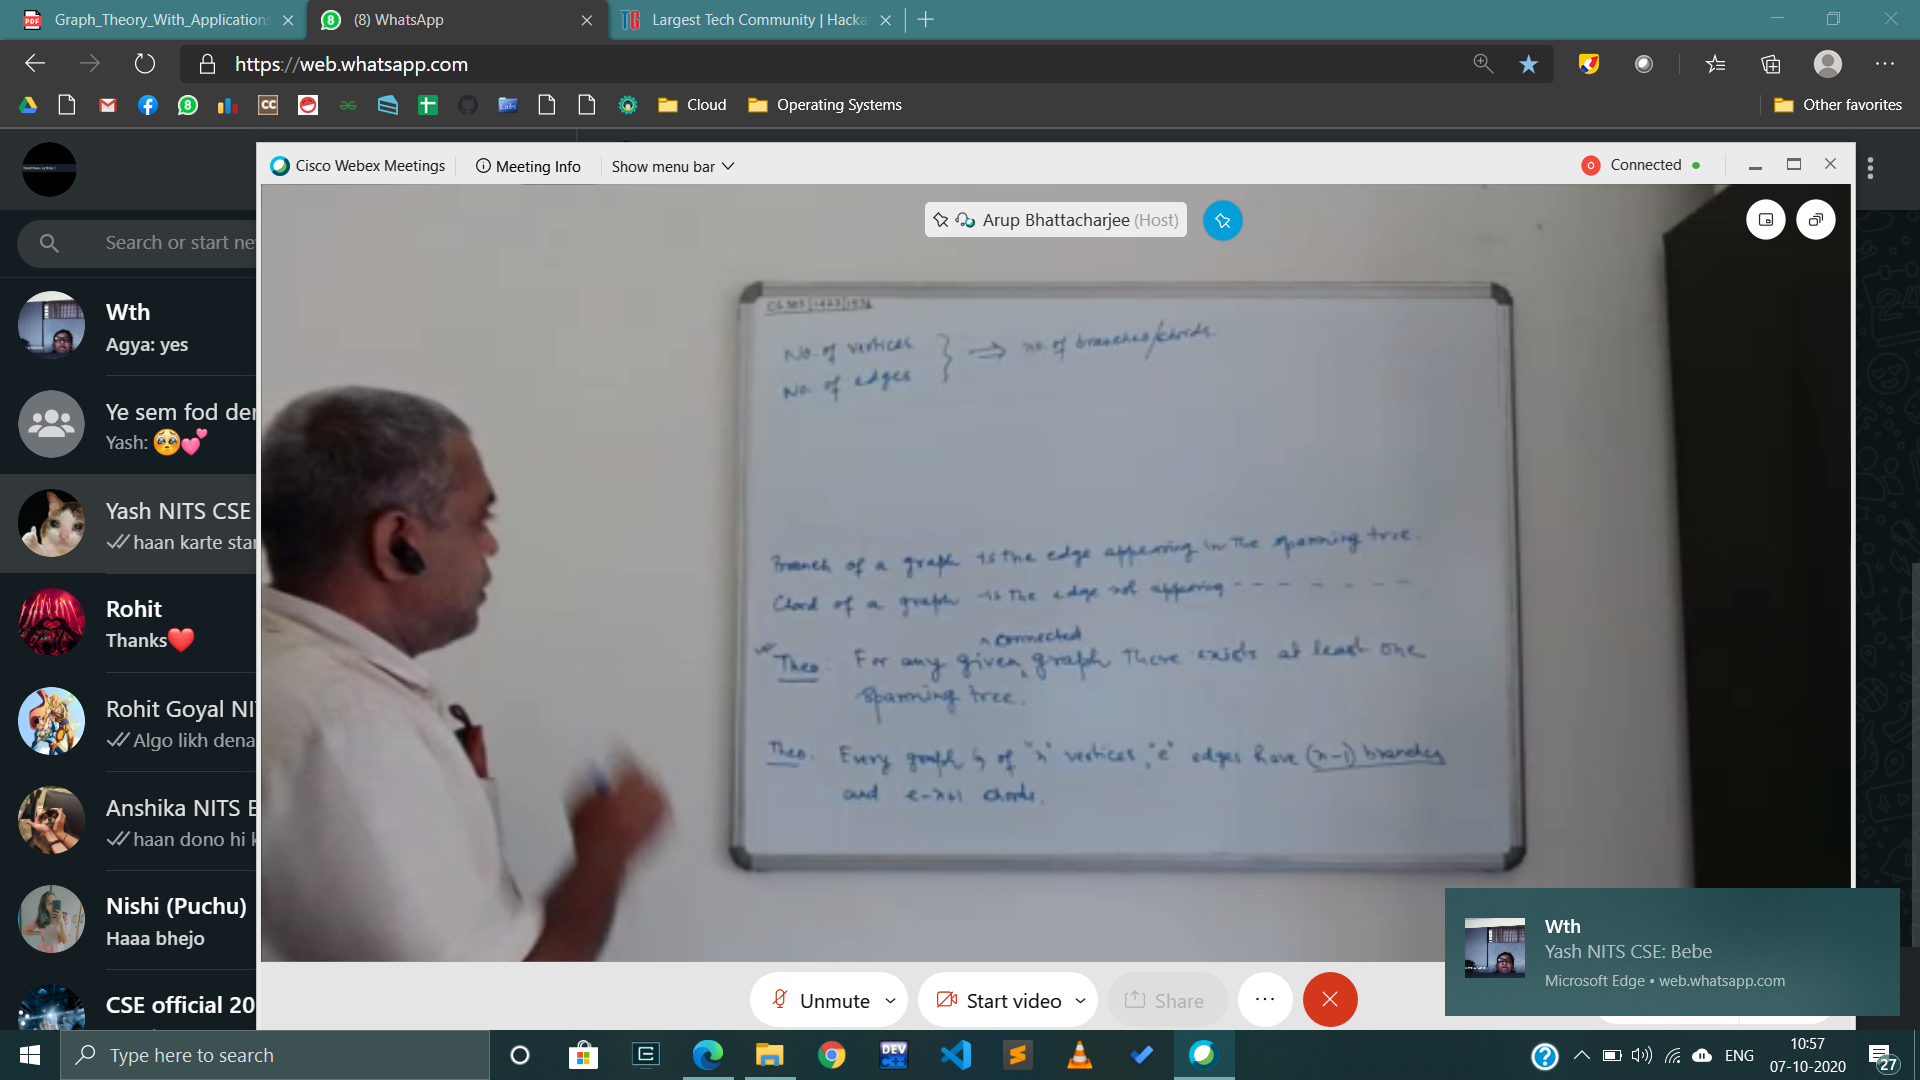 Graph_Theory_With_Applications
(8) WhatsApp
Largest Tech Community | Hacka
https://web.whatsapp.com
Cloud
Operating Systems
Other favorites
Search or start ne
Cisco Webex Meetings
Meeting Info
Show menu bar
Connected
Arup Bhattacharjee (Host)
Wth
Agya: yes
Ye sem fod der
Yash: 🥺💕
Yash NITS CSE
haan karte star
Rohit
Thanks❤️
Rohit Goyal NI
Algo likh dena
Anshika NITS E
haan dono hi k
Nishi (Puchu)
Haaa bhejo
CSE official 20
No. of vertices } ⇒ no. of branches/chords.
No. of edges
Branch of a graph is the edge appearing in the spanning tree.
Chord of a graph is the edge not appearing - - - - - - -
connected
Theo: For any given graph there exists at least one
spanning tree.
Theo. Every graph G of "n" vertices, "e" edges have (n-1) branches
and e-n+1 chords.
Wth
Yash NITS CSE: Bebe
Microsoft Edge • web.whatsapp.com
Unmute
Start video
Share
Type here to search
DEV
ENG
10:57
07-10-2020
27